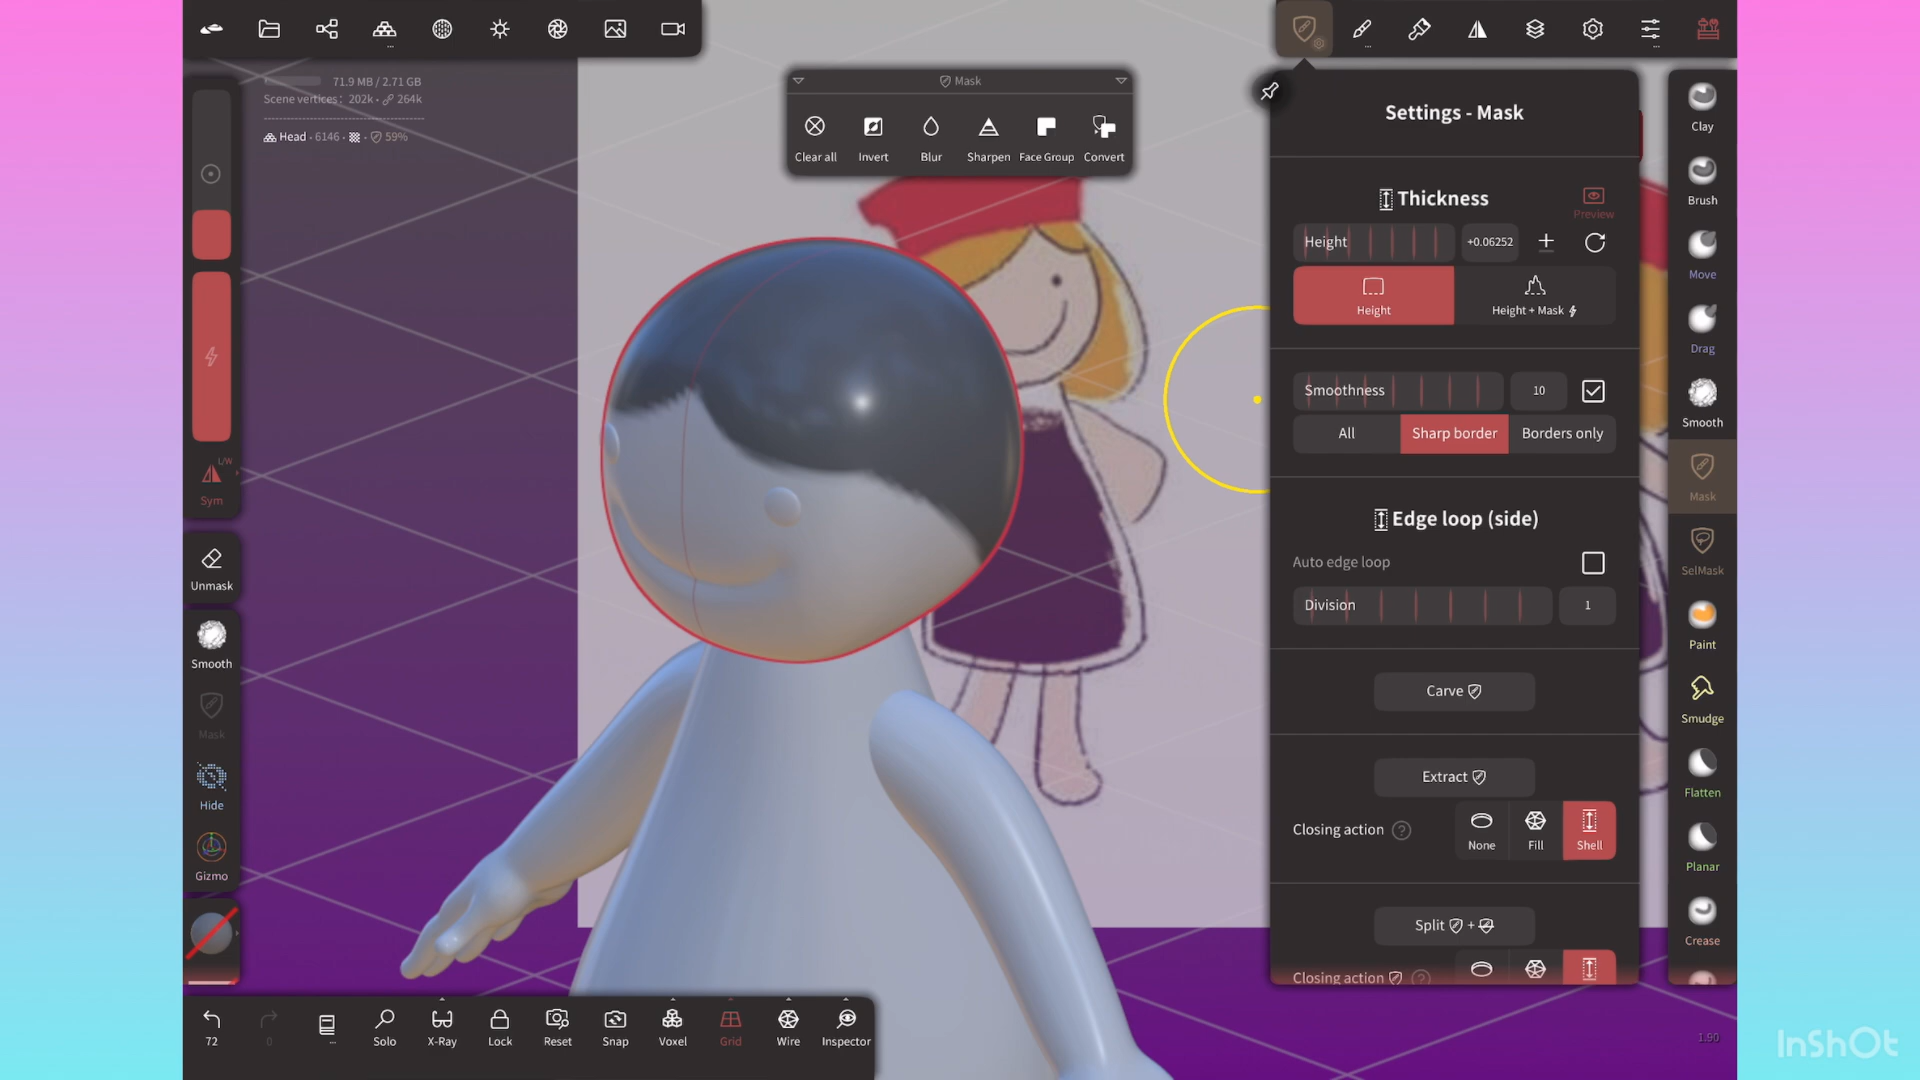 71.9 MB / 2.71 GB
Scene vertices: 202k • 264k
Head • 6146 • • 59%
Mask
Clear all
Invert
Blur
Sharpen
Face Group
Convert
L/W
Sym
Unmask
Smooth
Mask
Hide
Gizmo
Settings - Mask
Thickness
Preview
Height
+0.06252
Height
Height + Mask
Smoothness
10
All
Sharp border
Borders only
Edge loop (side)
Auto edge loop
Division
1
Carve
Extract
Closing action ?
None
Fill
Shell
Split +
Closing action ?
Clay
Brush
Move
Drag
Smooth
Mask
SelMask
Paint
Smudge
Flatten
Planar
Crease
72
0
Solo
X-Ray
Lock
Reset
Snap
Voxel
Grid
Wire
Inspector
1.90
InShOt